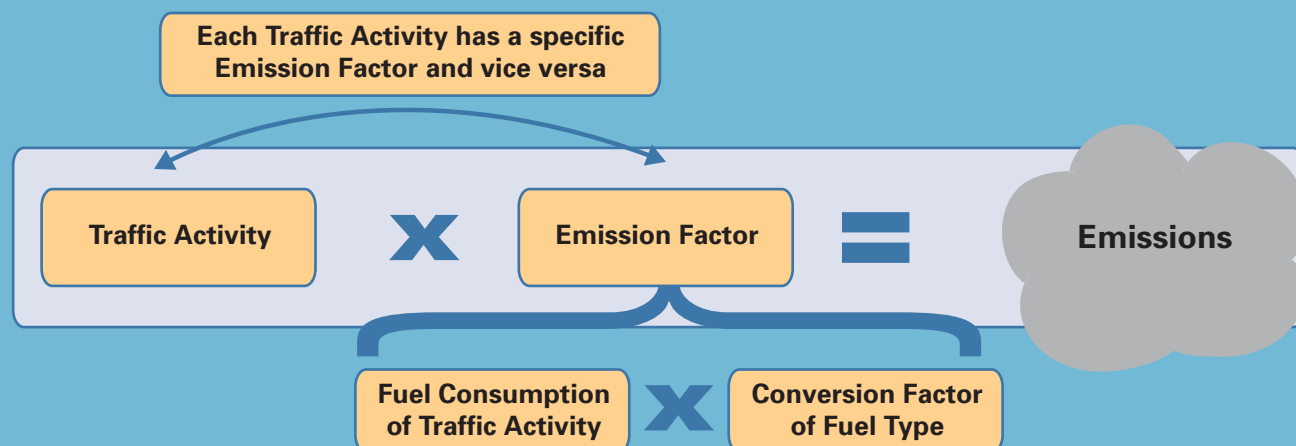 Each Traffic Activity has a specific
Emission Factor and vice versa
Traffic Activity
x
Emission Factor
=
Emissions
Fuel Consumption
of Traffic Activity
x
Conversion Factor
of Fuel Type